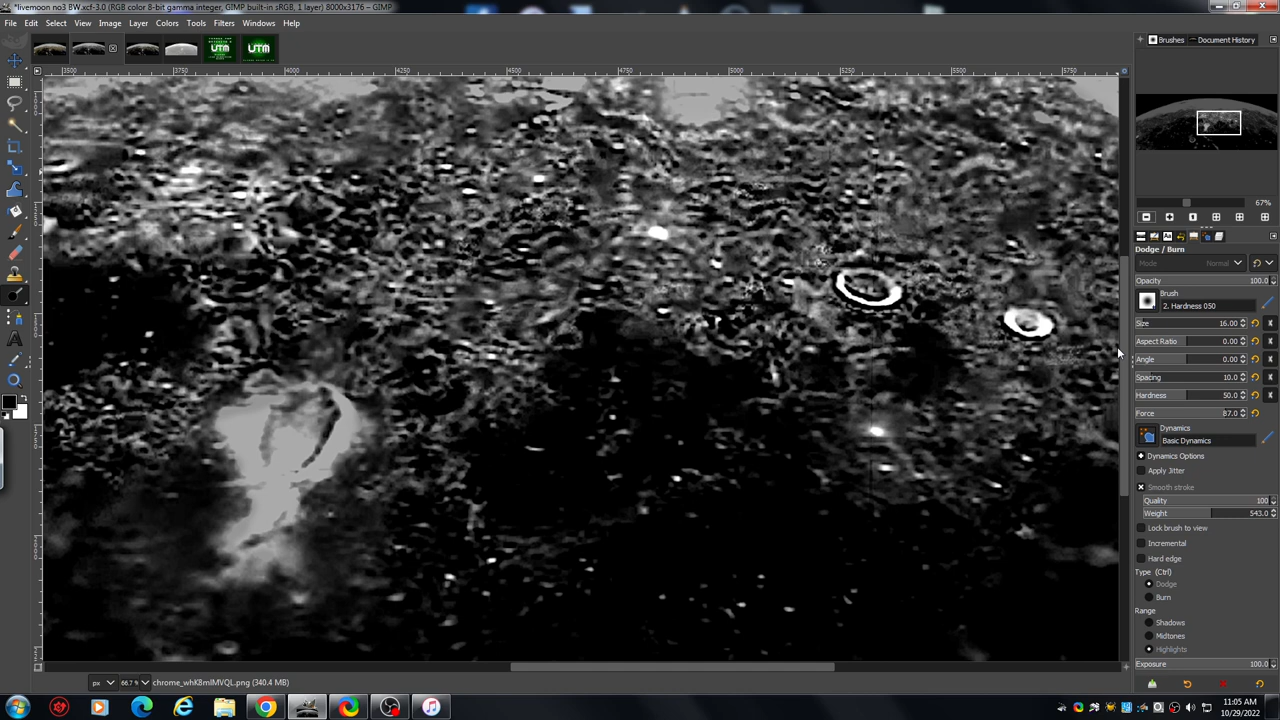 *livemoon no3 BW.xcf-3.0 (RGB color 8-bit gamma integer, GIMP built-in sRGB, 1 layer) 8000x3176 – GIMP
File Edit Select View Image Layer Colors Tools Filters Windows Help
UTM
UTM
Brushes Document History
3500 3750 4000 4250 4500 4750 5000 5250 5500 5750
67%
Dodge / Burn
Mode Normal
Opacity 100.0
Brush
2. Hardness 050
Size 16.00
Aspect Ratio 0.00
Angle 0.00
Spacing 10.0
Hardness 50.0
Force 87.0
Dynamics
Basic Dynamics
Dynamics Options
Apply Jitter
Smooth stroke
Quality 100
Weight 543.0
Lock brush to view
Incremental
Hard edge
Type (Ctrl)
Dodge
Burn
Range
Shadows
Midtones
Highlights
Exposure 100.0
px 66.7 % chrome_whK8mIMVQL.png (340.4 MB)
11:05 AM
10/29/2022